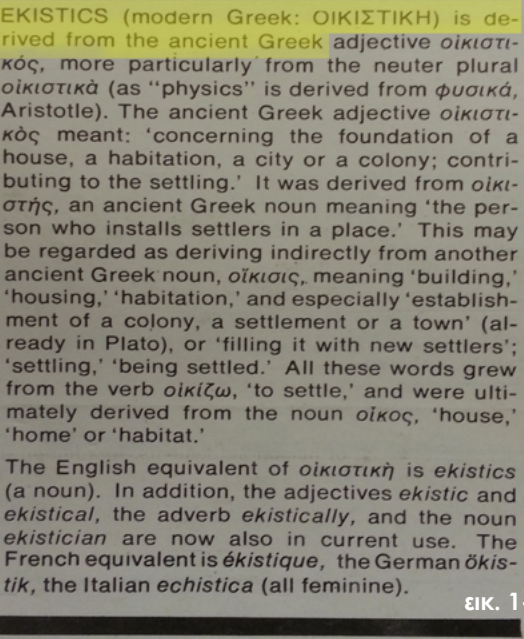 EKISTICS (modern Greek: ΟΙΚΙΣΤΙΚΗ) is de-
rived from the ancient Greek adjective οἰκιστι-
κός, more particularly from the neuter plural
οἰκιστικὰ (as "physics" is derived from φυσικά,
Aristotle). The ancient Greek adjective οἰκιστι-
κὸς meant: 'concerning the foundation of a
house, a habitation, a city or a colony; contri-
buting to the settling.' It was derived from οἰκι-
στής, an ancient Greek noun meaning 'the per-
son who installs settlers in a place.' This may
be regarded as deriving indirectly from another
ancient Greek noun, οἴκισις, meaning 'building,'
'housing,' 'habitation,' and especially 'establish-
ment of a colony, a settlement or a town' (al-
ready in Plato), or 'filling it with new settlers';
'settling,' 'being settled.' All these words grew
from the verb οἰκίζω, 'to settle,' and were ulti-
mately derived from the noun οἶκος, 'house,'
'home' or 'habitat.'
The English equivalent of οἰκιστικὴ is ekistics
(a noun). In addition, the adjectives ekistic and
ekistical, the adverb ekistically, and the noun
ekistician are now also in current use. The
French equivalent is ékistique, the German ökis-
tik, the Italian echistica (all feminine).
εικ. 1-